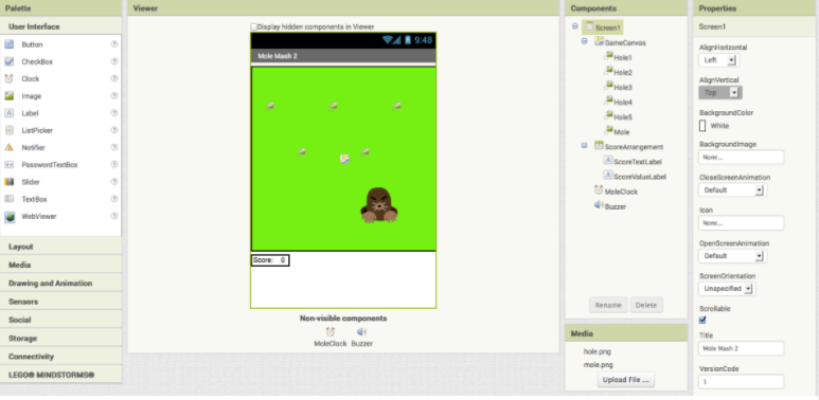 Palette
User Interface
Button
CheckBox
Clock
Image
Label
ListPicker
Notifier
PasswordTextBox
Slider
TextBox
WebViewer
Layout
Media
Drawing and Animation
Sensors
Social
Storage
Connectivity
LEGO® MINDSTORMS®
Viewer
Display hidden components in Viewer
9:48
Mole Mash 2
Score: 0
Non-visible components
MoleClock Buzzer
Components
Screen1
GameCanvas
Hole1
Hole2
Hole3
Hole4
Hole5
Mole
ScoreArrangement
ScoreTextLabel
ScoreValueLabel
MoleClock
Buzzer
Rename Delete
Media
hole.png
mole.png
Upload File ...
Properties
Screen1
AlignHorizontal
Left
AlignVertical
Top
BackgroundColor
White
BackgroundImage
None...
CloseScreenAnimation
Default
Icon
None...
OpenScreenAnimation
Default
ScreenOrientation
Unspecified
Scrollable
Title
Mole Mash 2
VersionCode
1